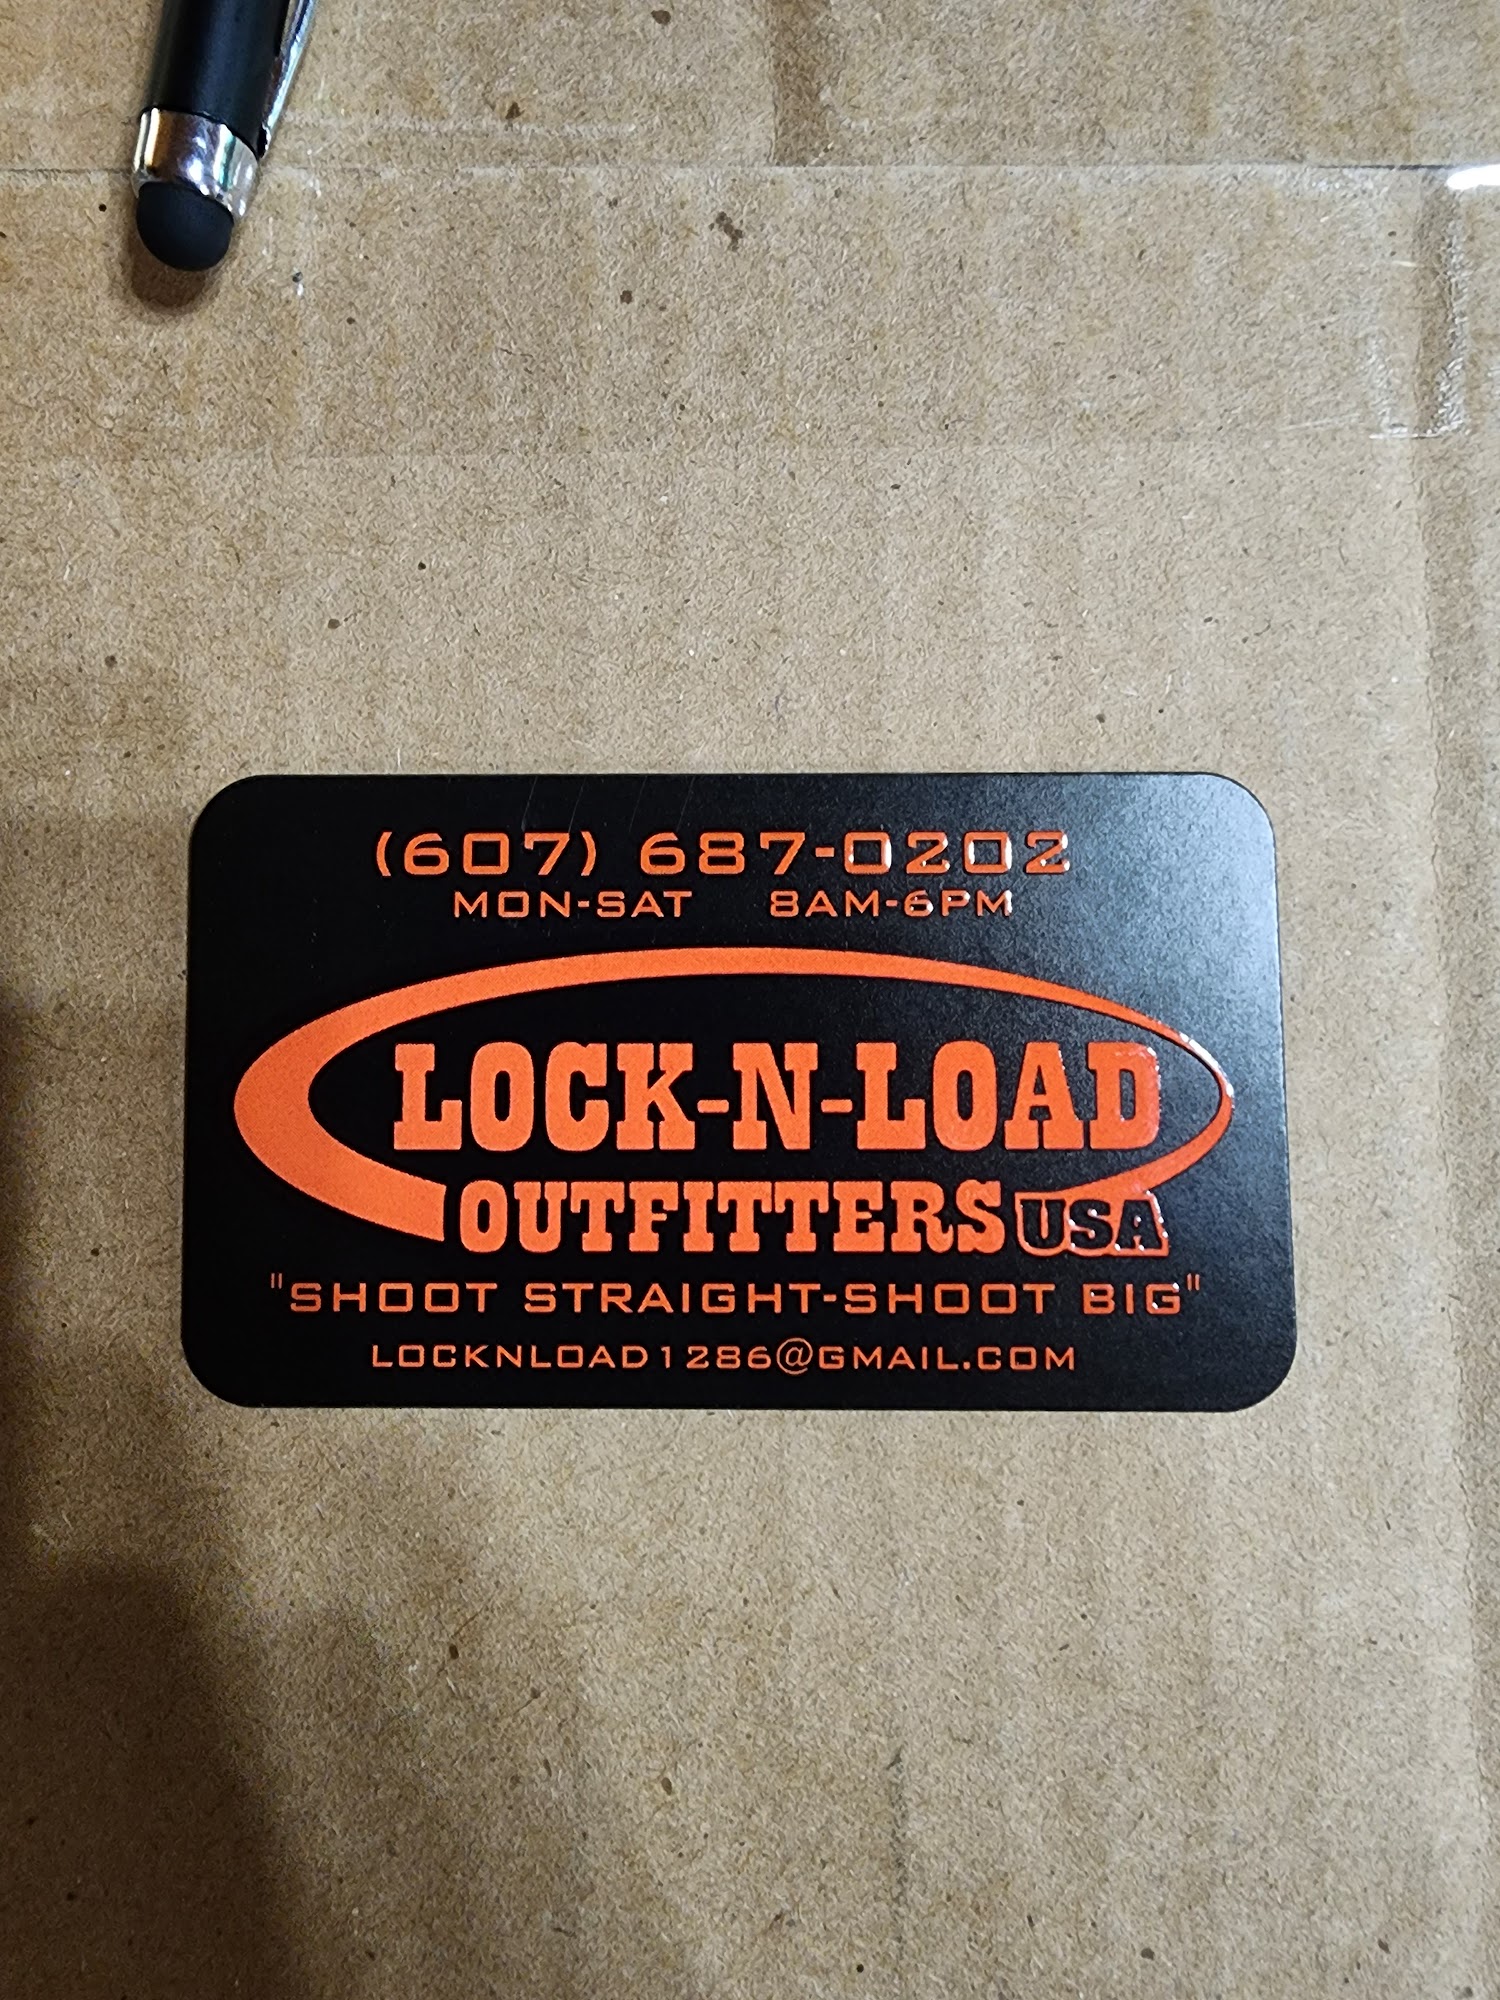 (607) 687-0202
MON-SAT 8AM-6PM
LOCK-N-LOAD
OUTFITTERS USA
"SHOOT STRAIGHT-SHOOT BIG"
LOCKNLOAD1286@GMAIL.COM